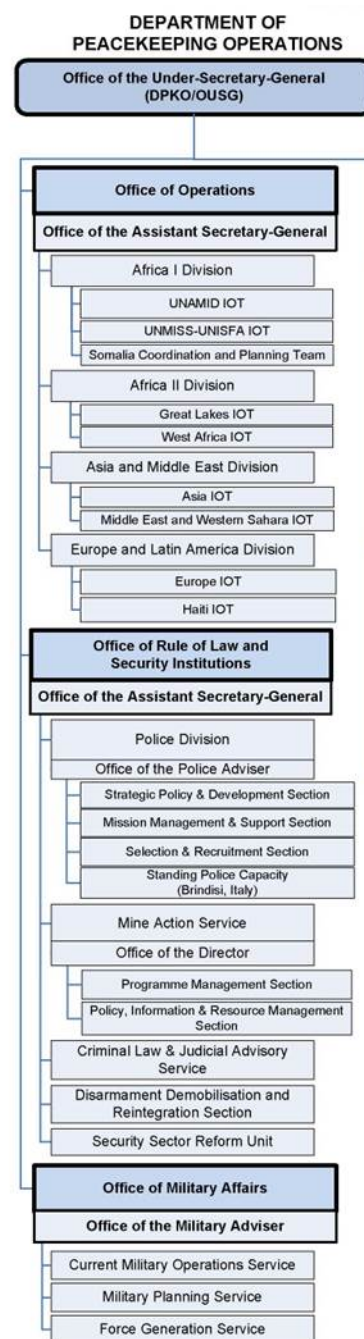 DEPARTMENT OF
PEACEKEEPING OPERATIONS
Office of the Under-Secretary-General
(DPKO/OUSG)
Office of Operations
Office of the Assistant Secretary-General
Africa I Division
UNAMID IOT
UNMISS-UNISFA IOT
Somalia Coordination and Planning Team
Africa II Division
Great Lakes IOT
West Africa IOT
Asia and Middle East Division
Asia IOT
Middle East and Western Sahara IOT
Europe and Latin America Division
Europe IOT
Haiti IOT
Office of Rule of Law and
Security Institutions
Office of the Assistant Secretary-General
Police Division
Office of the Police Adviser
Strategic Policy & Development Section
Mission Management & Support Section
Selection & Recruitment Section
Standing Police Capacity
(Brindisi, Italy)
Mine Action Service
Office of the Director
Programme Management Section
Policy, Information & Resource Management
Section
Criminal Law & Judicial Advisory
Service
Disarmament Demobilisation and
Reintegration Section
Security Sector Reform Unit
Office of Military Affairs
Office of the Military Adviser
Current Military Operations Service
Military Planning Service
Force Generation Service